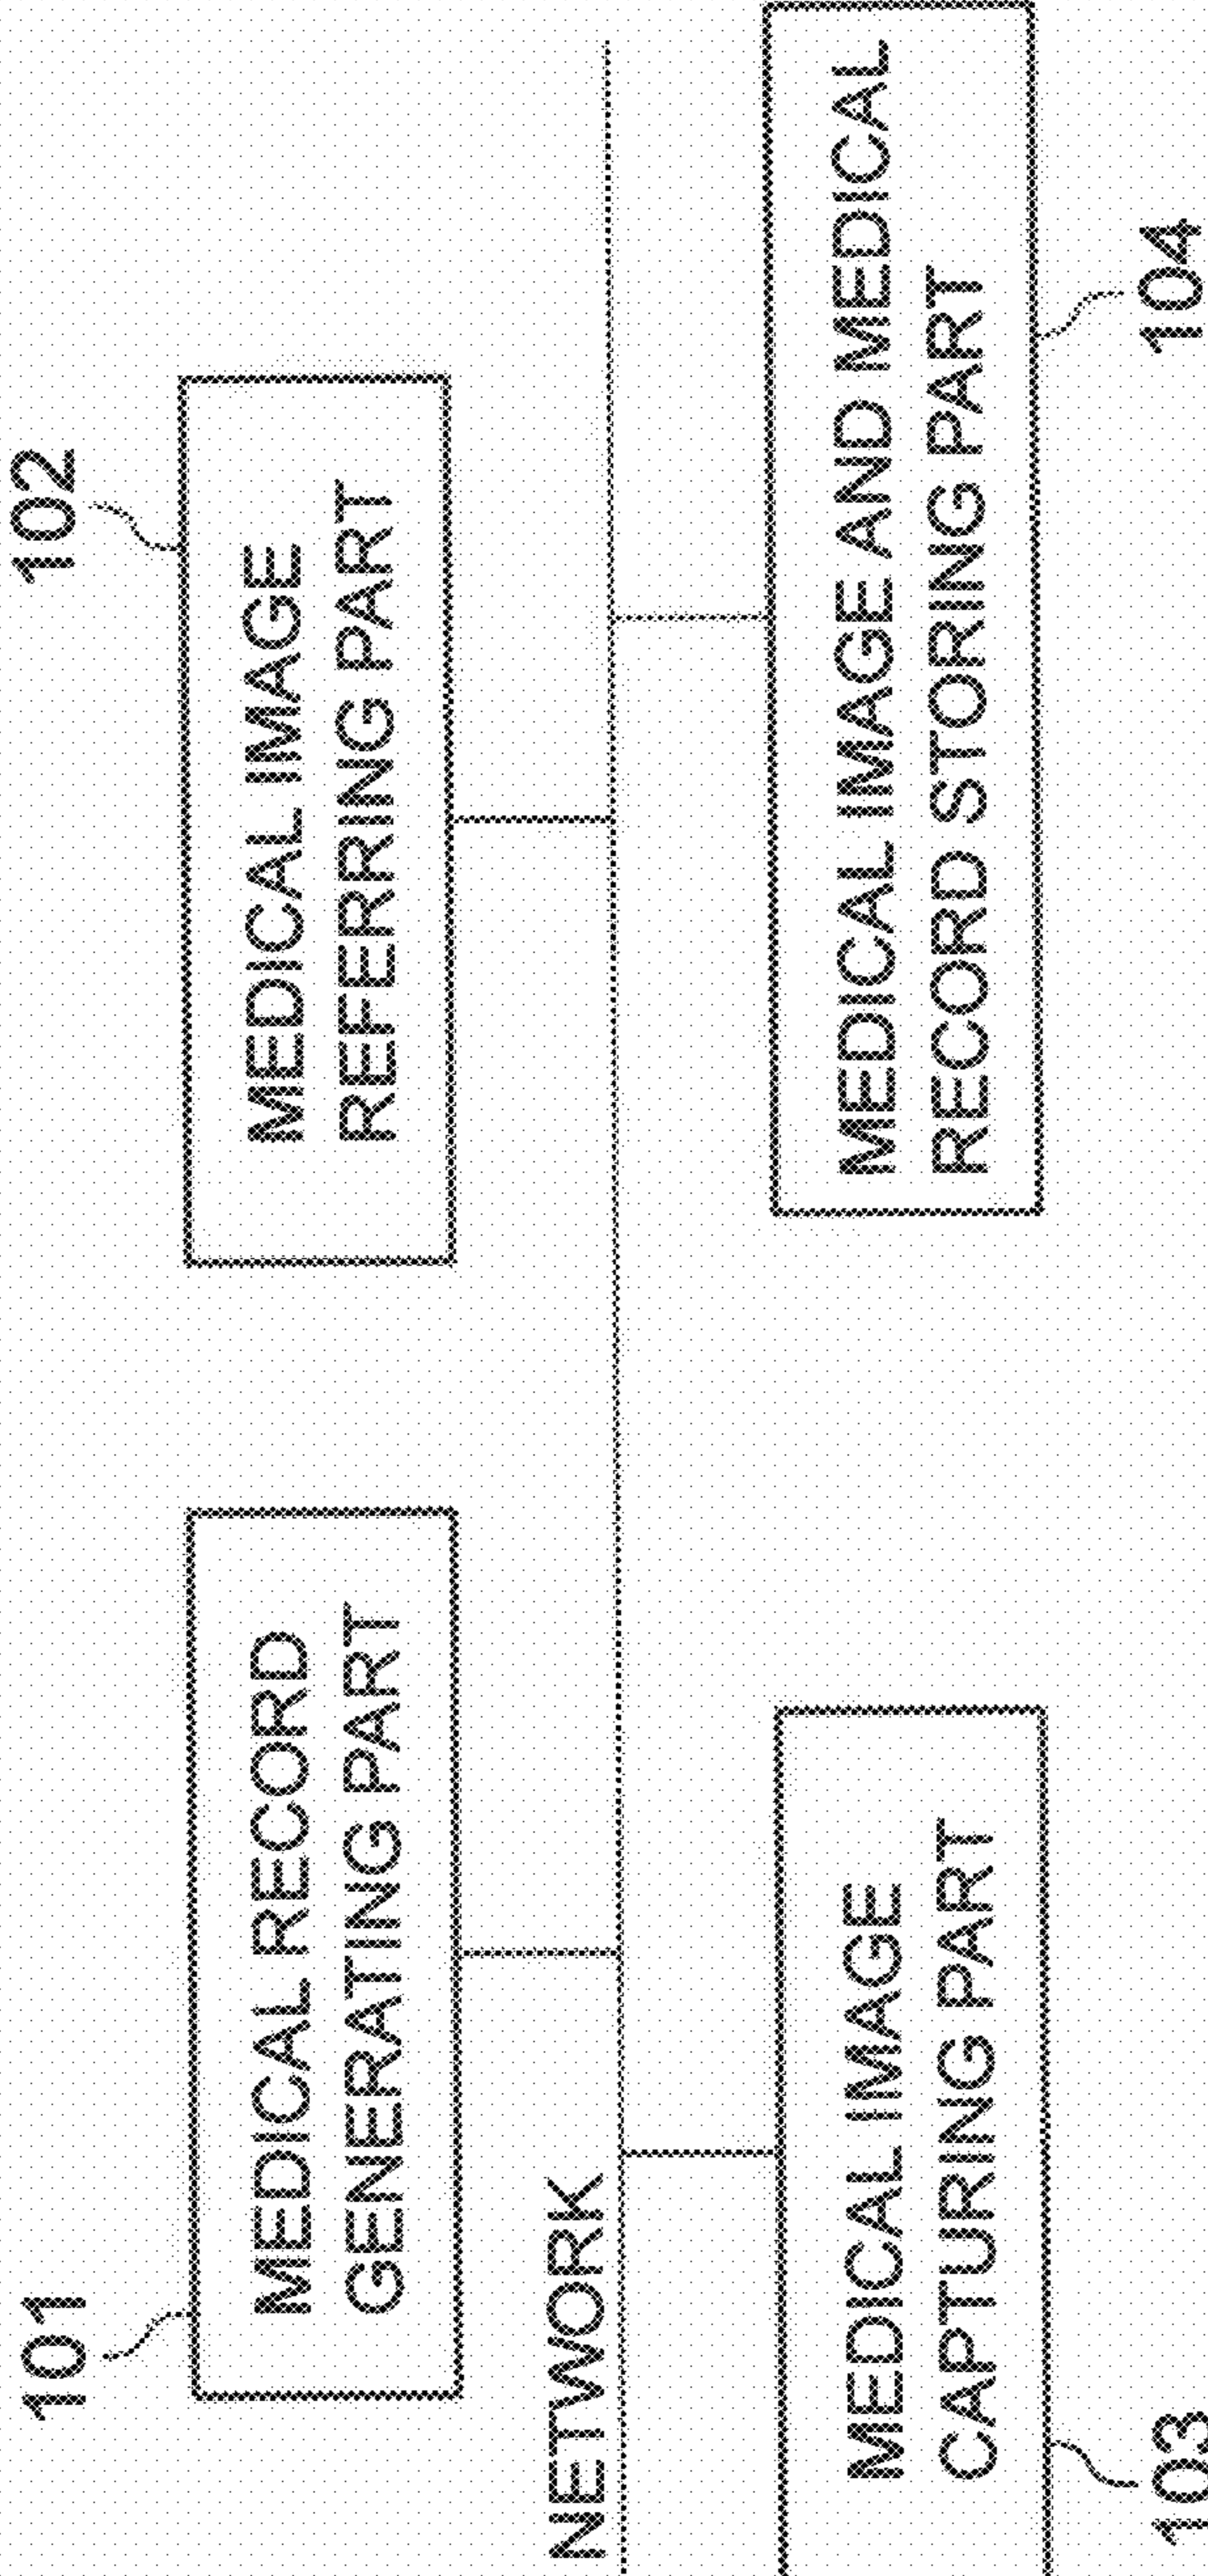 101
MEDICAL RECORD
GENERATING PART
102
MEDICAL IMAGE
REFERRING PART
NETWORK
MEDICAL IMAGE
CAPTURING PART
103
MEDICAL IMAGE AND MEDICAL
RECORD STORING PART
104